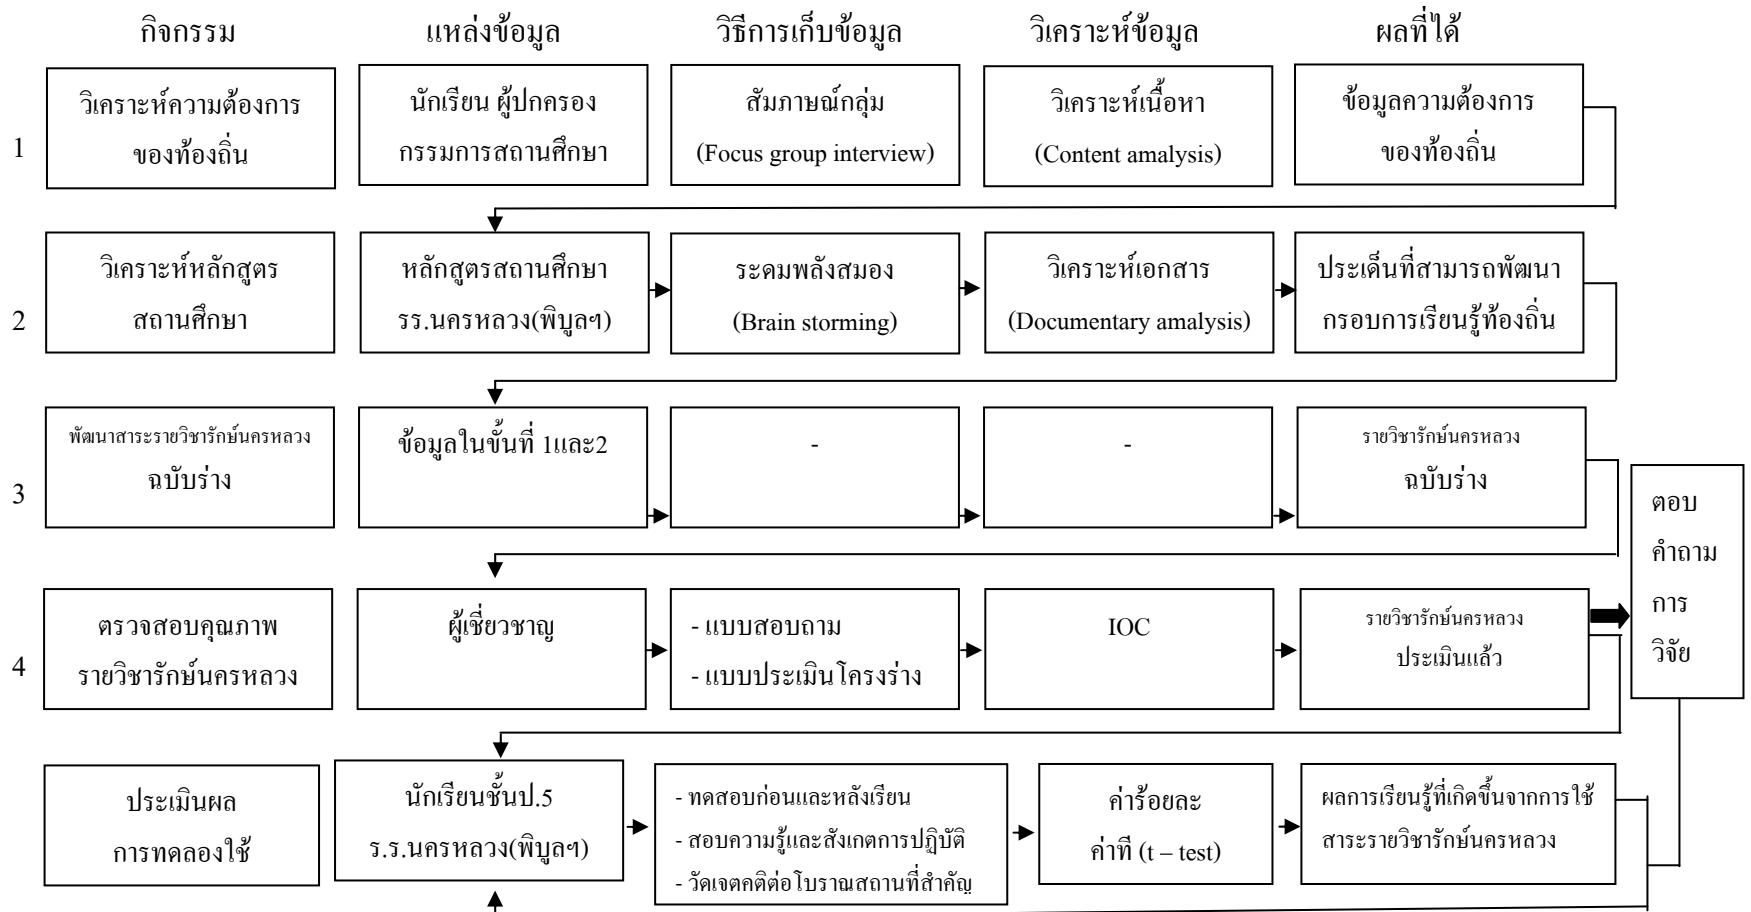 กิจกรรม แหล่งข้อมูล วิธีการเก็บข้อมูล วิเคราะห์ข้อมูล ผลที่ได้
1
วิเคราะห์ความต้องการ
ของท้องถิ่น
นักเรียน ผู้ปกครอง
กรรมการสถานศึกษา
สัมภาษณ์กลุ่ม
(Focus group interview)
วิเคราะห์เนื้อหา
(Content amalysis)
ข้อมูลความต้องการ
ของท้องถิ่น
2
วิเคราะห์หลักสูตร
สถานศึกษา
หลักสูตรสถานศึกษา
รร.นครหลวง(พิบูลฯ)
ระดมพลังสมอง
(Brain storming)
วิเคราะห์เอกสาร
(Documentary amalysis)
ประเด็นที่สามารถพัฒนา
กรอบการเรียนรู้ท้องถิ่น
3
พัฒนาสาระรายวิชารักษ์นครหลวง
ฉบับร่าง
ข้อมูลในขั้นที่ 1และ2
-
-
รายวิชารักษ์นครหลวง
ฉบับร่าง
4
ตรวจสอบคุณภาพ
รายวิชารักษ์นครหลวง
ผู้เชี่ยวชาญ
- แบบสอบถาม
- แบบประเมินโครงร่าง
IOC
รายวิชารักษ์นครหลวง
ประเมินแล้ว
ตอบ
คำถาม
การ
วิจัย
ประเมินผล
การทดลองใช้
นักเรียนชั้นป.5
ร.ร.นครหลวง(พิบูลฯ)
- ทดสอบก่อนและหลังเรียน
- สอบความรู้และสังเกตการปฏิบัติ
- วัดเจตคติต่อโบราณสถานที่สำคัญ
ค่าร้อยละ
ค่าที (t – test)
ผลการเรียนรู้ที่เกิดขึ้นจากการใช้
สาระรายวิชารักษ์นครหลวง